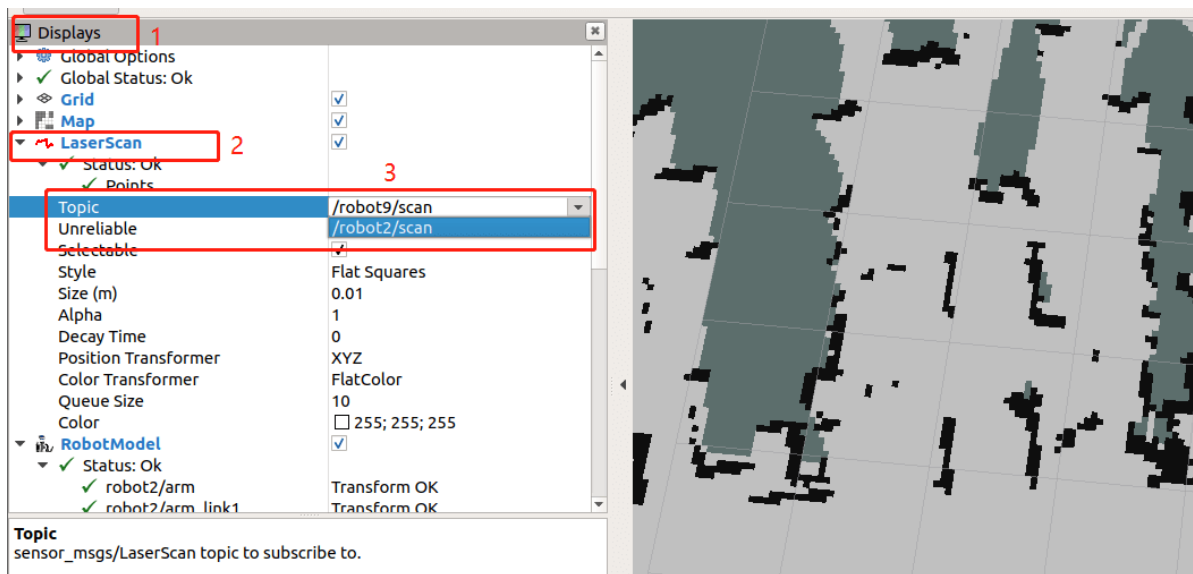 Displays
1
Global Options
Global Status: Ok
Grid
Map
LaserScan
2
Status: Ok
3
Points
Topic /robot9/scan
Unreliable /robot2/scan
Selectable
Style Flat Squares
Size (m) 0.01
Alpha 1
Decay Time 0
Position Transformer XYZ
Color Transformer FlatColor
Queue Size 10
Color 255; 255; 255
RobotModel
Status: Ok
robot2/arm Transform OK
robot2/arm_link1 Transform OK
Topic
sensor_msgs/LaserScan topic to subscribe to.